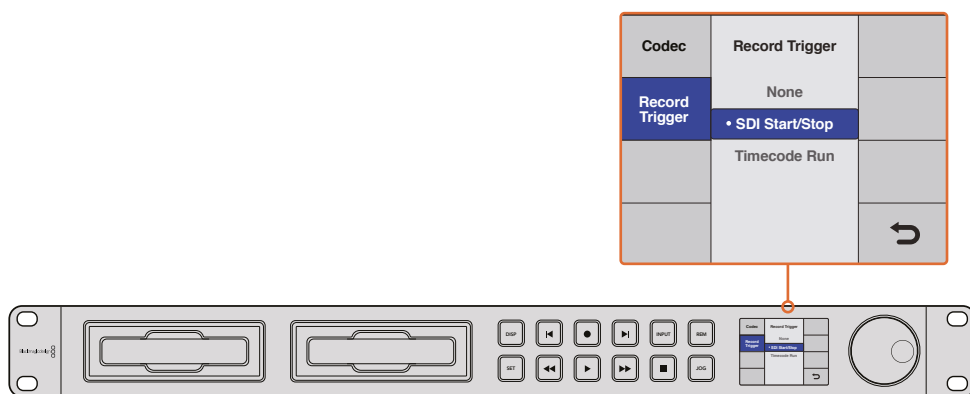 Codec
Record Trigger
Record
Trigger
None
• SDI Start/Stop
Timecode Run
DISP
INPUT
REM
SET
JOG
Codec
Record Trigger
Record
Trigger
None
• SDI Start/Stop
Timecode Run